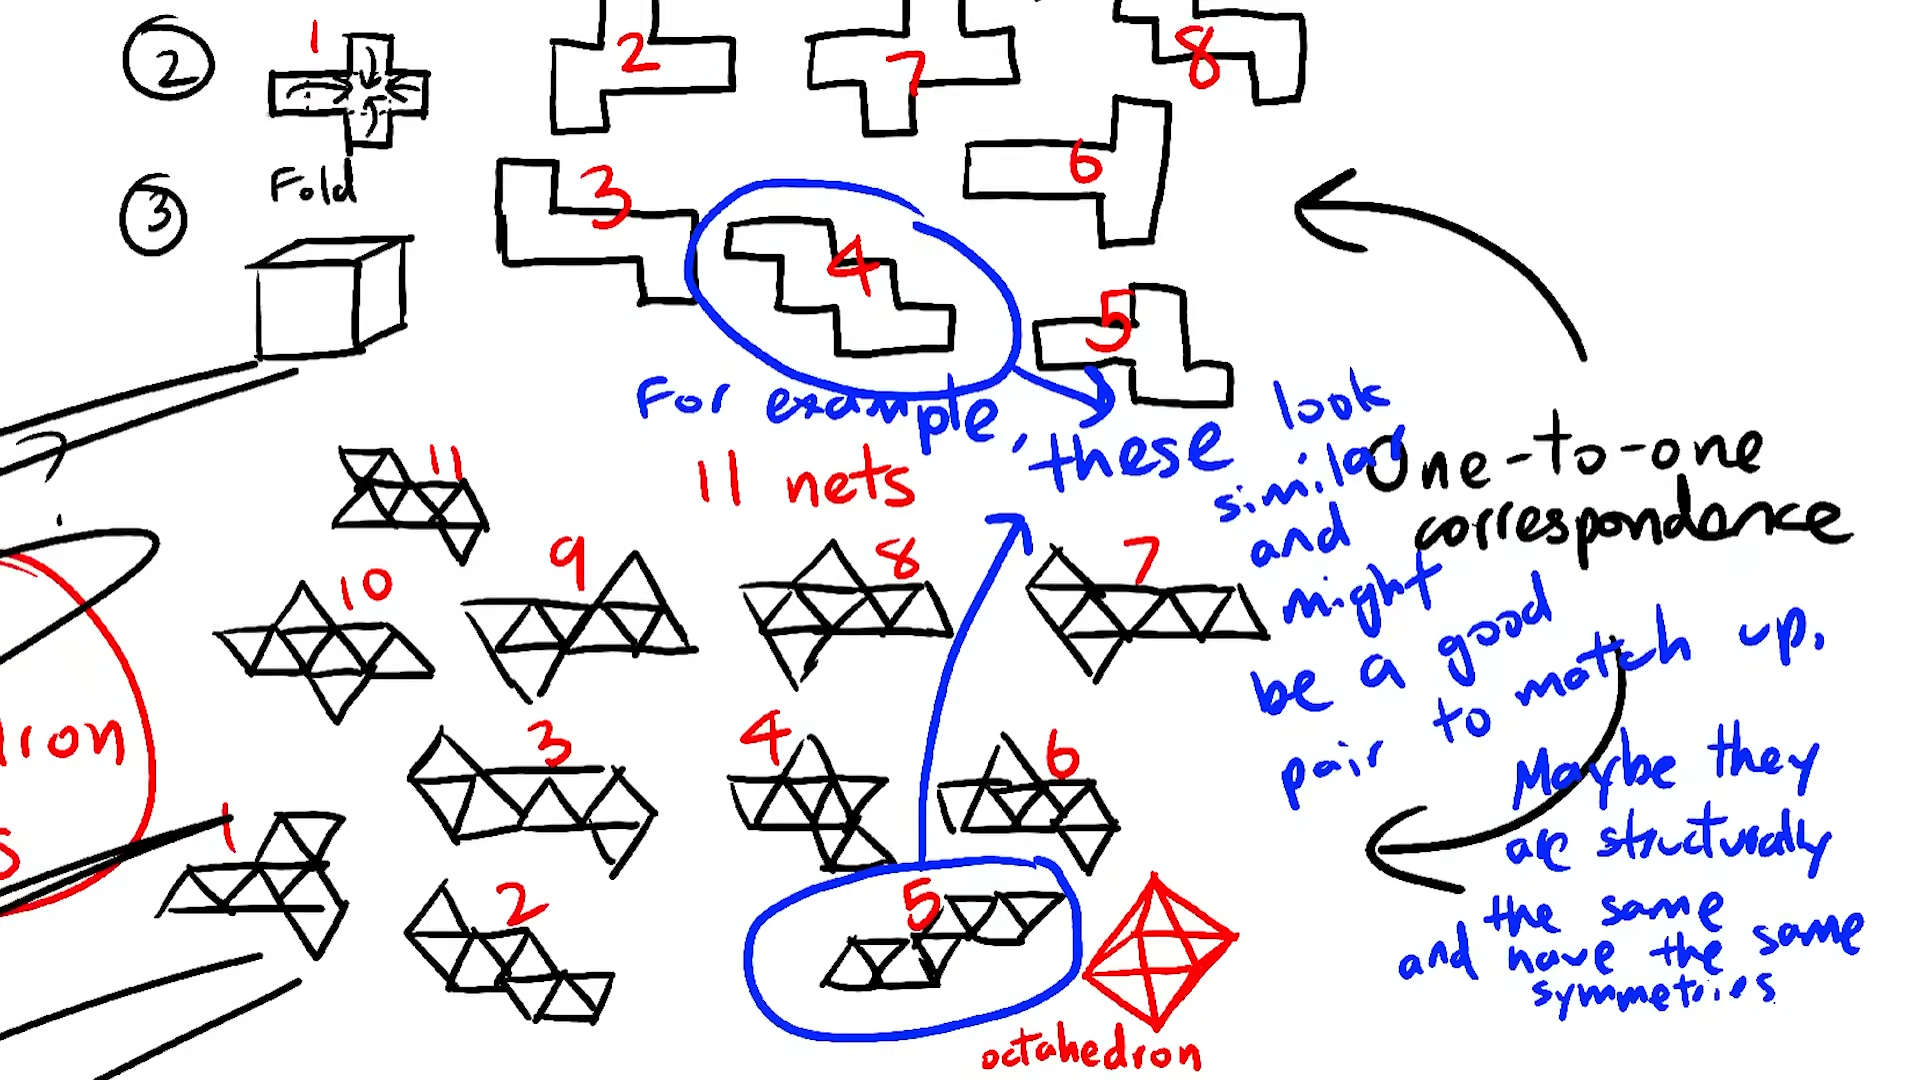 2
1
2
7
8
Fold
3
3
4
6
5
For example, these look
similar
and
might
be a good
pair to match up.
One-to-one
correspondence
11 nets
11
10
9
8
7
3
4
6
1
2
5
Maybe they
are structurally
the same
and have the same
symmetries
octahedron